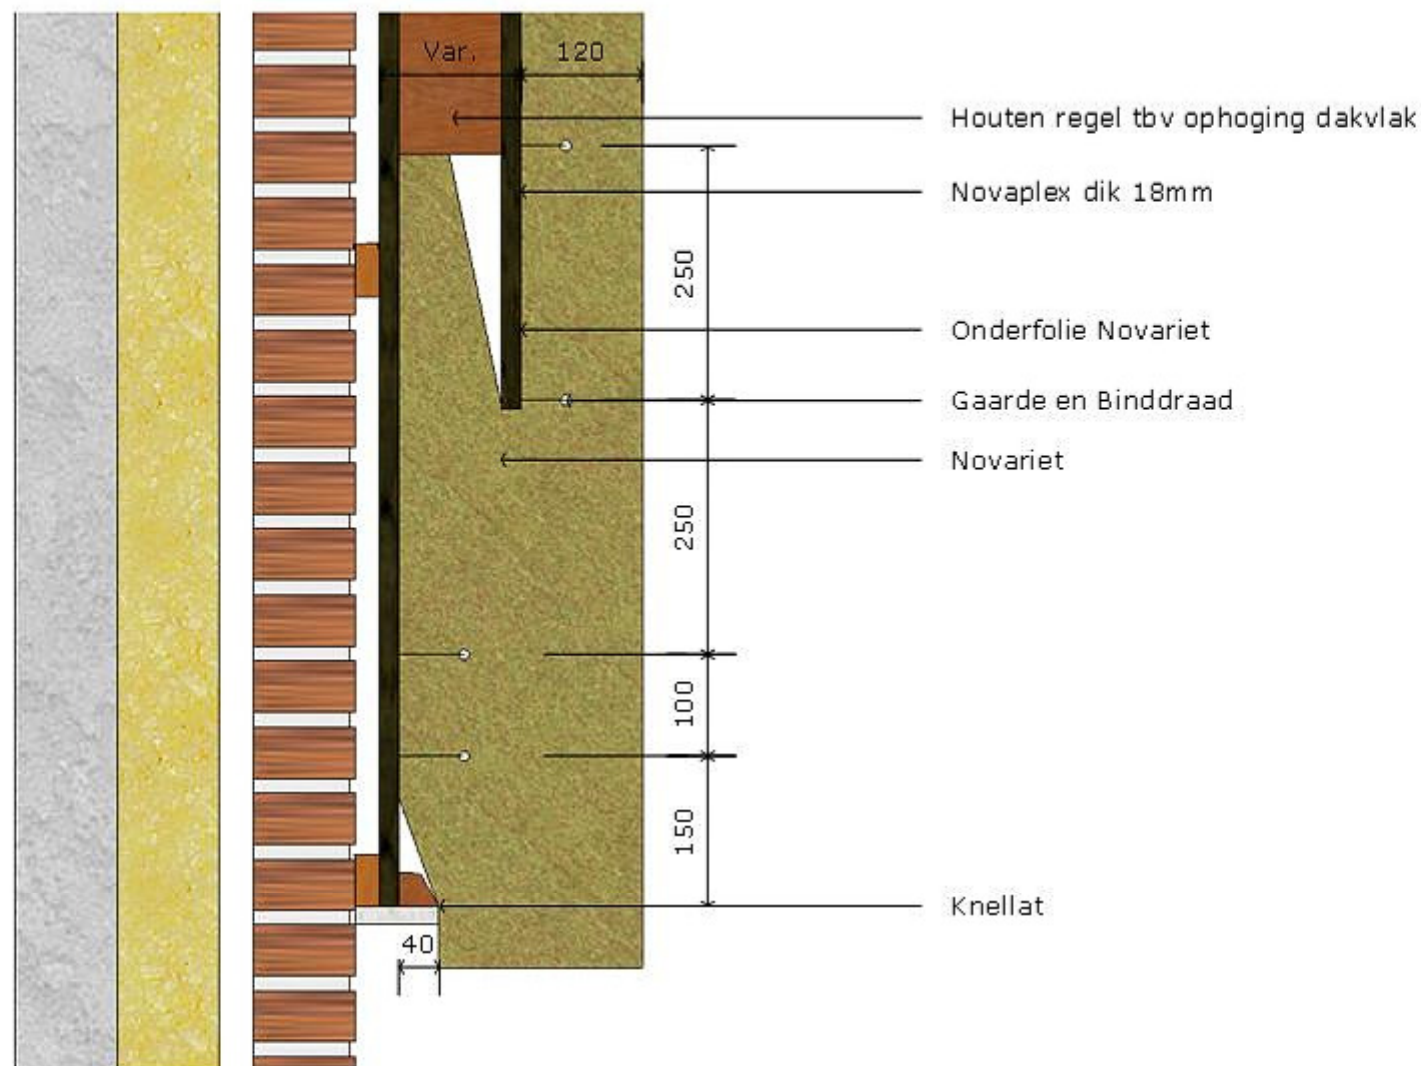 Var.
120
Houten regel tbv ophoging dakvlak
Novaplex dik 18mm
250
Onderfolie Novariet
Gaarde en Binddraad
Novariet
250
100
150
Knellat
40